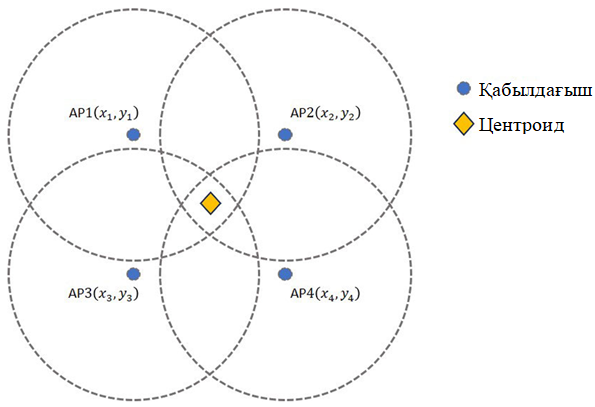 AP1(x₁,y₁)
AP2(x₂,y₂)
Қабылдағыш
Центроид
AP3(x₃,y₃)
AP4(x₄,y₄)